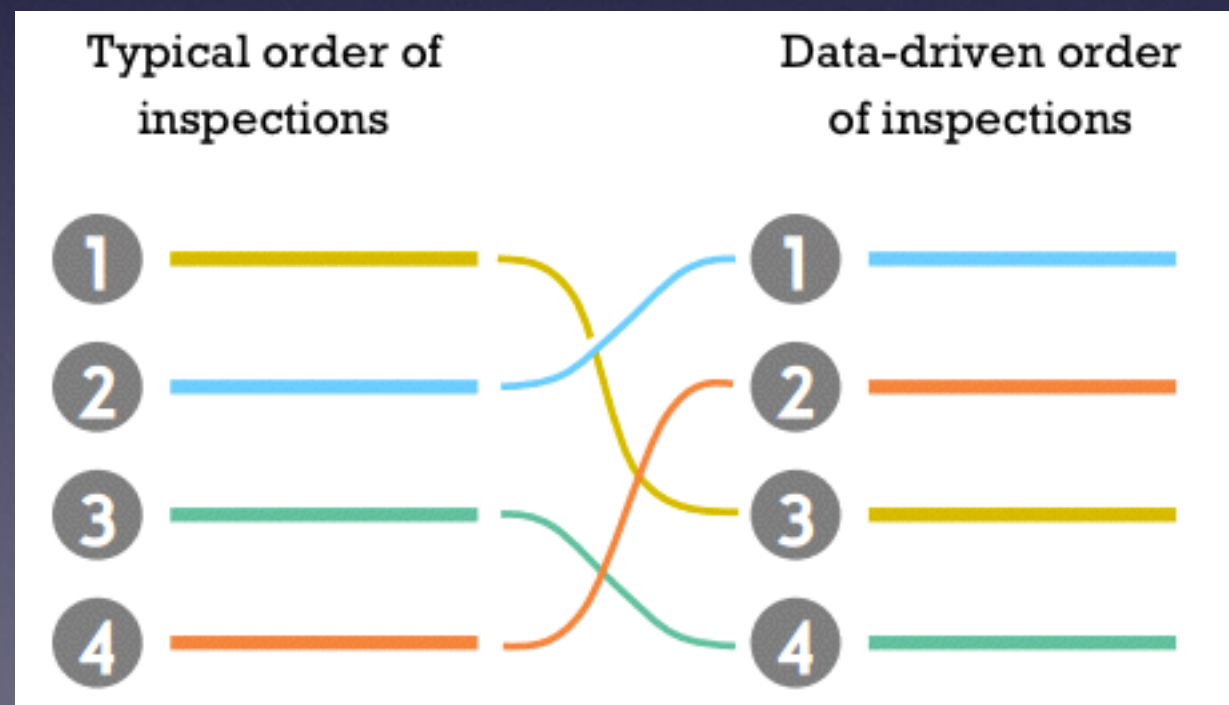 Typical order of
inspections
Data-driven order
of inspections
1
1
2
2
3
3
4
4